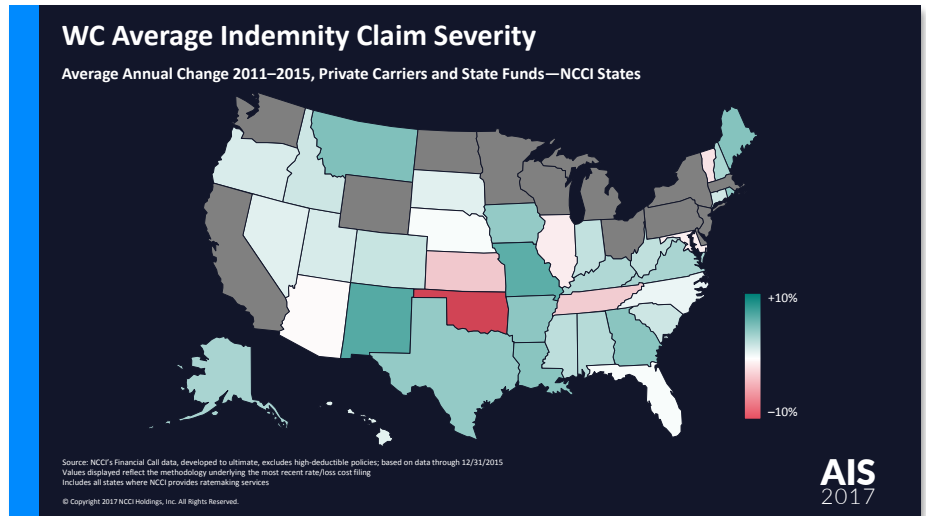 WC Average Indemnity Claim Severity
Average Annual Change 2011–2015, Private Carriers and State Funds—NCCI States
+10%
–10%
Source: NCCI's Financial Call data, developed to ultimate, excludes high-deductible policies; based on data through 12/31/2015
Values displayed reflect the methodology underlying the most recent rate/loss cost filing
Includes all states where NCCI provides ratemaking services
© Copyright 2017 NCCI Holdings, Inc. All Rights Reserved.
AIS
2017